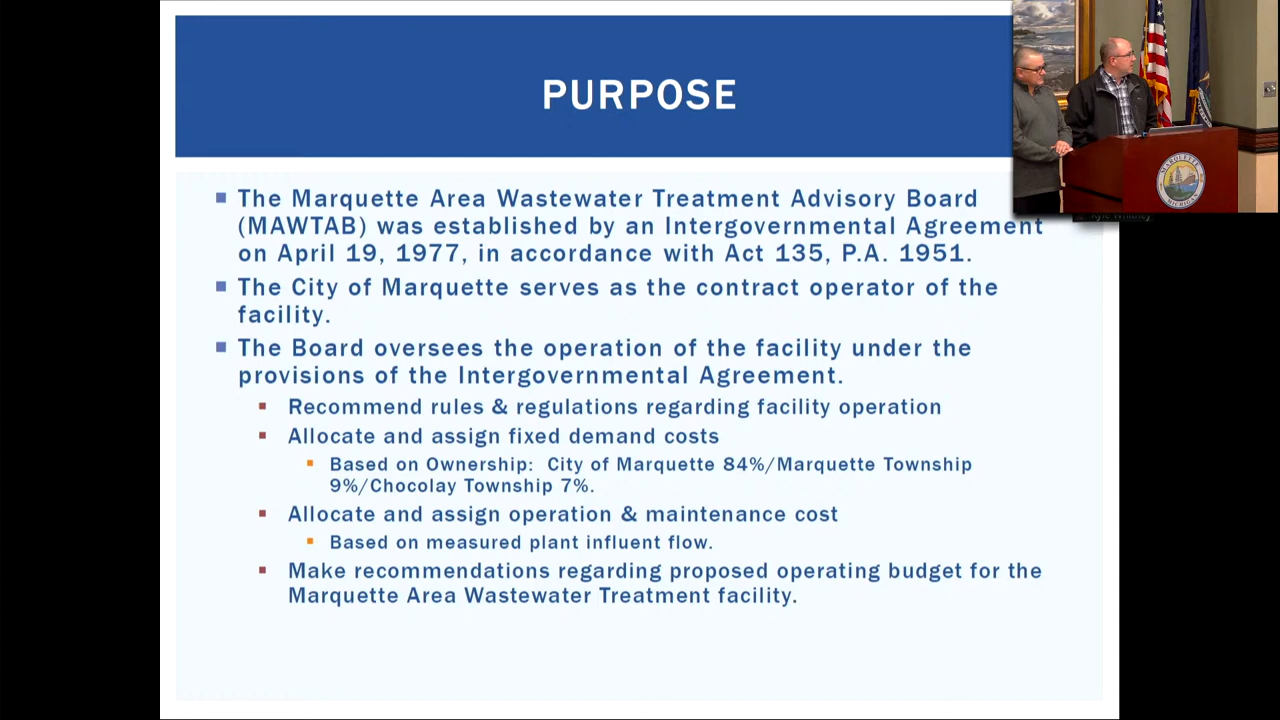 PURPOSE
The Marquette Area Wastewater Treatment Advisory Board
(MAWTAB) was established by an Intergovernmental Agreement
on April 19, 1977, in accordance with Act 135, P.A. 1951.
The City of Marquette serves as the contract operator of the
facility.
The Board oversees the operation of the facility under the
provisions of the Intergovernmental Agreement.
Recommend rules & regulations regarding facility operation
Allocate and assign fixed demand costs
Based on Ownership: City of Marquette 84%/Marquette Township
9%/Chocolay Township 7%.
Allocate and assign operation & maintenance cost
Based on measured plant influent flow.
Make recommendations regarding proposed operating budget for the
Marquette Area Wastewater Treatment facility.
MARQUETTE
MICHIGAN